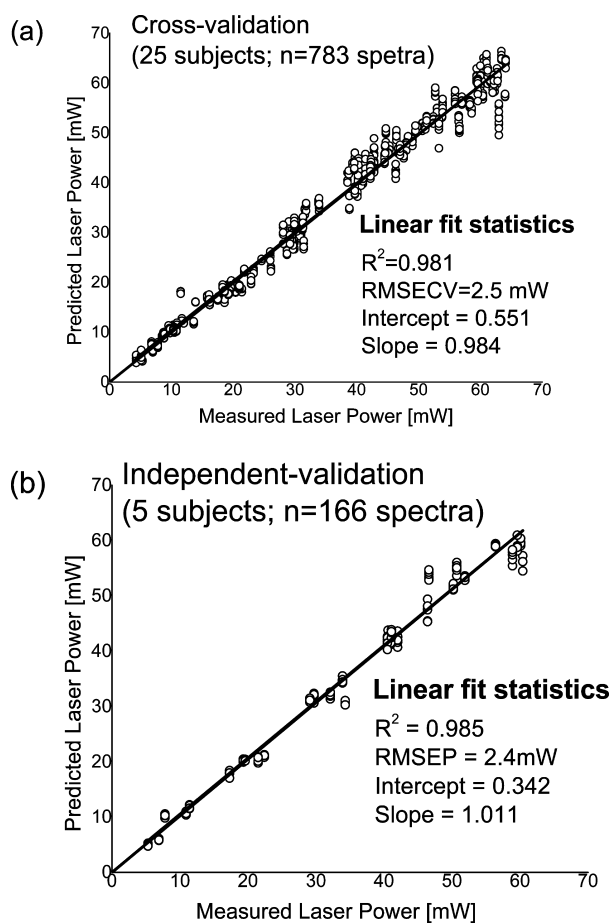 (a)
Cross-validation
(25 subjects; n=783 spetra)
70
60
50
40
30
20
10
0
Predicted Laser Power [mW]
Linear fit statistics
R²=0.981
RMSECV=2.5 mW
Intercept = 0.551
Slope = 0.984
0 10 20 30 40 50 60 70
Measured Laser Power [mW]
(b)
Independent-validation
(5 subjects; n=166 spectra)
70
60
50
40
30
20
10
0
Predicted Laser Power [mW]
Linear fit statistics
R² = 0.985
RMSEP = 2.4mW
Intercept = 0.342
Slope = 1.011
0 10 20 30 40 50 60 70
Measured Laser Power [mW]